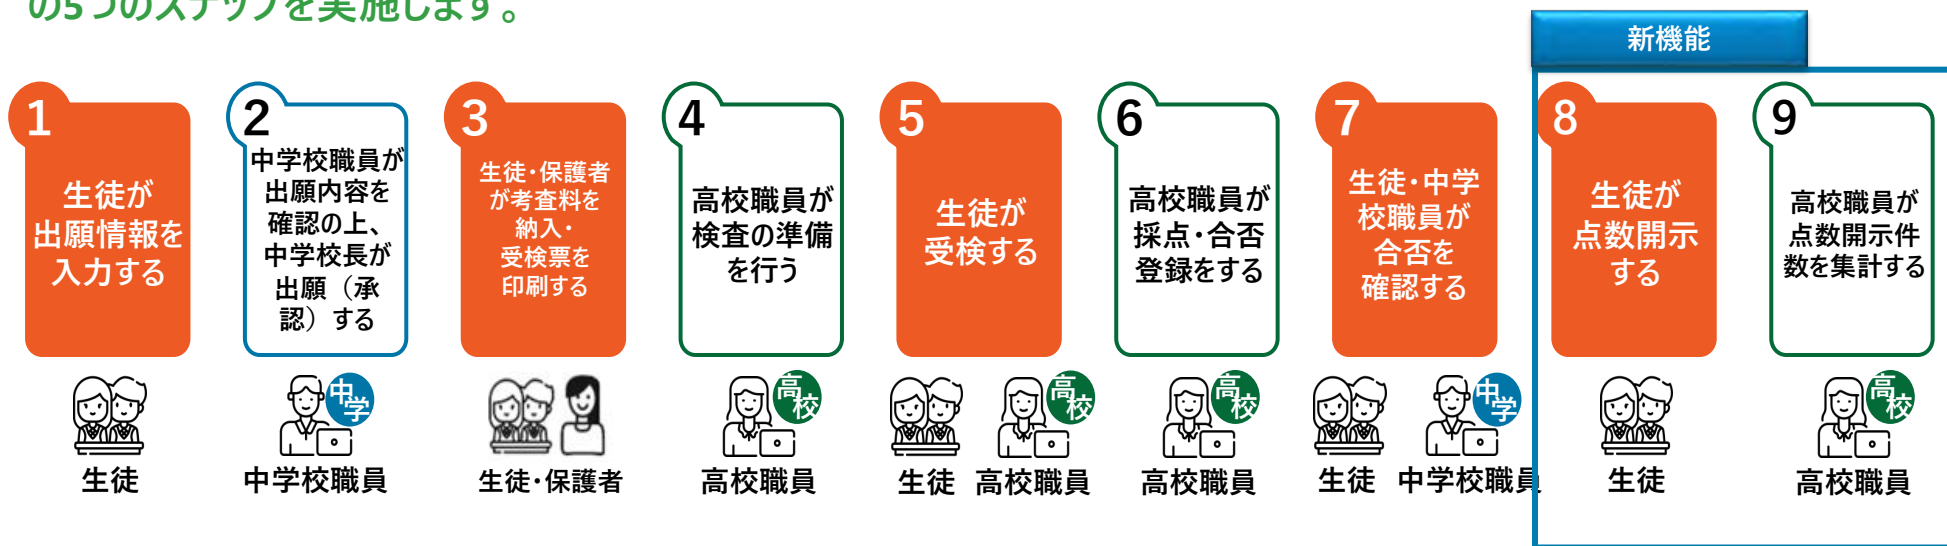 の5つのステップを実施します。
新機能
1
生徒が
出願情報を
入力する
2
中学校職員が
出願内容を
確認の上、
中学校長が
出願（承
認）する
3
生徒・保護者
が考査料を
納入・
受検票を
印刷する
4
高校職員が
検査の準備
を行う
5
生徒が
受検する
6
高校職員が
採点・合否
登録をする
7
生徒・中学
校職員が
合否を
確認する
8
生徒が
点数開示
する
9
高校職員が
点数開示件
数を集計する
生徒
中学
中学校職員
生徒・保護者
高校
高校職員
生徒
高校
高校職員
高校
高校職員
生徒
中学
中学校職員
生徒
高校
高校職員